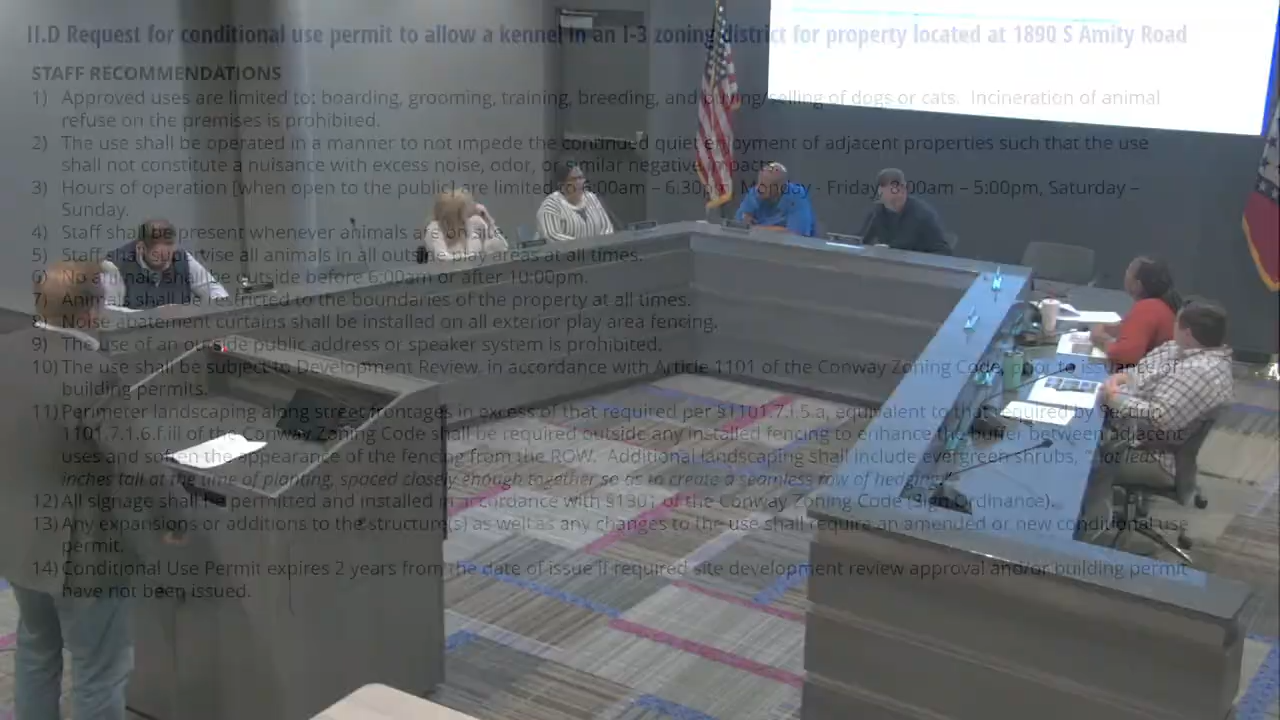 II.D Request for conditional use permit to allow a kennel in an I-3 zoning district for property located at 1890 S Amity Road
STAFF RECOMMENDATIONS
1) Approved uses are limited to: boarding, grooming, training, breeding, and buying/selling of dogs or cats. Incineration of animal
refuse on the premises is prohibited.
2) The use shall be operated in a manner to not impede the continued quiet enjoyment of adjacent properties such that the use
shall not constitute a nuisance with excess noise, odor, or similar negative impacts.
3) Hours of operation (when open to the public) are limited to 7:00am – 6:30pm, Monday - Friday, 8:00am – 5:00pm, Saturday –
Sunday.
4) Staff shall be present whenever animals are on site.
5) Staff shall supervise all animals in all outside play areas at all times.
6) No animal shall be outside before 6:00am or after 10:00pm.
7) Animals shall be restricted to the boundaries of the property at all times.
8) Noise abatement curtains shall be installed on all exterior play area fencing.
9) The use of an outside public address or speaker system is prohibited.
10) The use shall be subject to Development Review, in accordance with Article 1101 of the Conway Zoning Code, prior to issuance of
building permits.
11) Perimeter landscaping along street frontages in excess of that required per §1101.7.I.5.a, equivalent to that required by Section
1101.7.1.6.f.iii of the Conway Zoning Code shall be required outside any installed fencing to enhance the buffer between adjacent
uses and soften the appearance of the fencing from the ROW. Additional landscaping shall include evergreen shrubs, "not less
inches tall at the time of planting, spaced closely enough together so as to create a seamless row of hedging
12) All signage shall be permitted and installed in accordance with §1301 of the Conway Zoning Code (Sign Ordinance).
13) Any expansions or additions to the structure(s) as well as any changes to the use shall require an amended or new conditional use
permit.
14) Conditional Use Permit expires 2 years from the date of issue if required site development review approval and/or building permit
have not been issued.